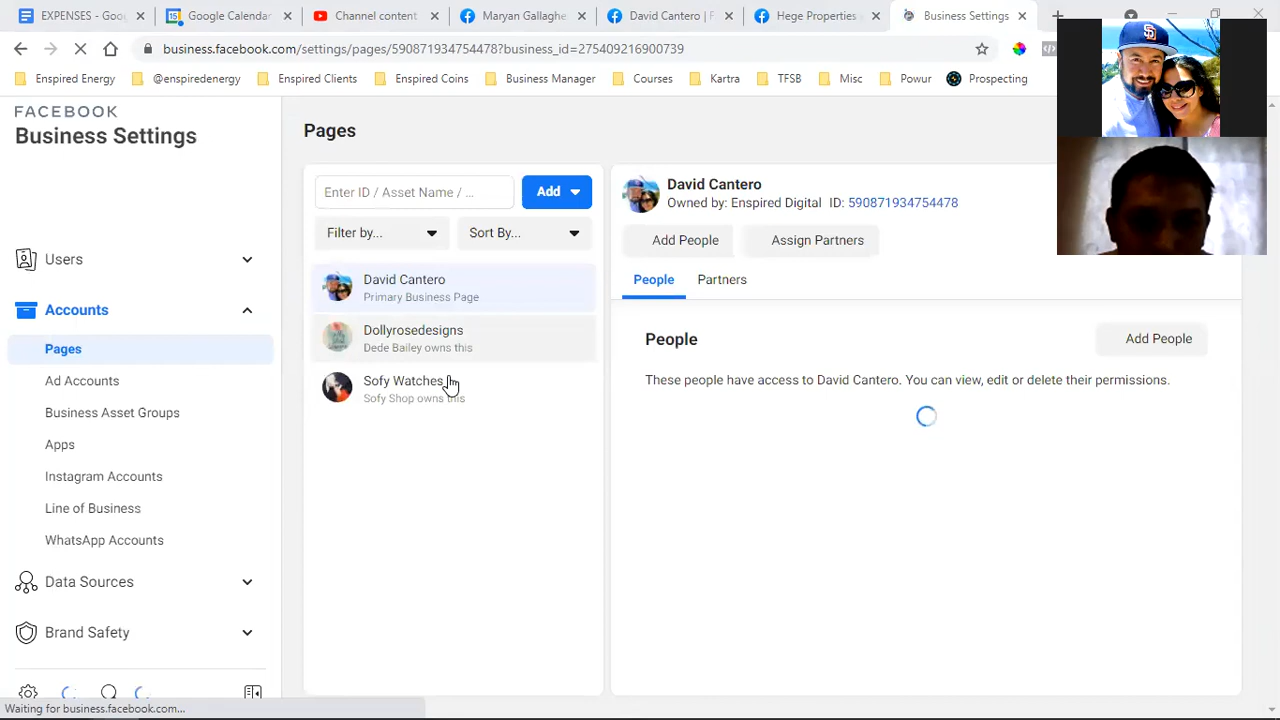 EXPENSES - Goo
Google Calendar
Channel content
Maryah Gallaghe
David Cantero | F
Hege Properties
Business Settings
business.facebook.com/settings/pages/590871934754478?business_id=275409216900739
Enspired Energy
@enspiredenergy
Enspired Clients
Enspired Coins
Business Manager
Courses
Kartra
TFSB
Misc
Powur
Prospecting
FACEBOOK
Business Settings
Users
Accounts
Pages
Ad Accounts
Business Asset Groups
Apps
Instagram Accounts
Line of Business
WhatsApp Accounts
Data Sources
Brand Safety
Waiting for business.facebook.com...
Pages
Enter ID / Asset Name / ...
Add
Filter by...
Sort By...
David Cantero
Primary Business Page
Dollyrosedesigns
Dede Bailey owns this
Sofy Watches
Sofy Shop owns this
David Cantero
Owned by: Enspired Digital ID: 590871934754478
Add People
Assign Partners
People
Partners
People
Add People
These people have access to David Cantero. You can view, edit or delete their permissions.